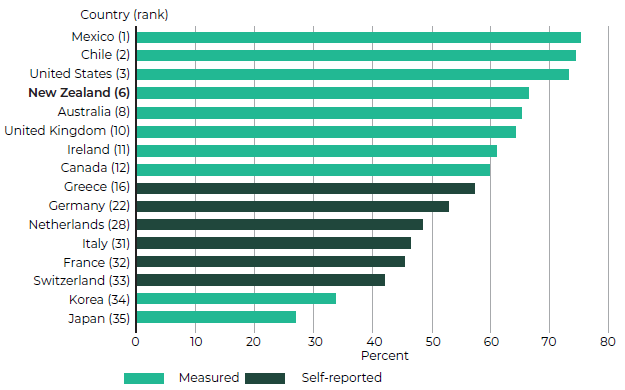 Country (rank)
Mexico (1)
Chile (2)
United States (3)
New Zealand (6)
Australia (8)
United Kingdom (10)
Ireland (11)
Canada (12)
Greece (16)
Germany (22)
Netherlands (28)
Italy (31)
France (32)
Switzerland (33)
Korea (34)
Japan (35)
0 10 20 30 40 50 60 70 80
Percent
Measured Self-reported